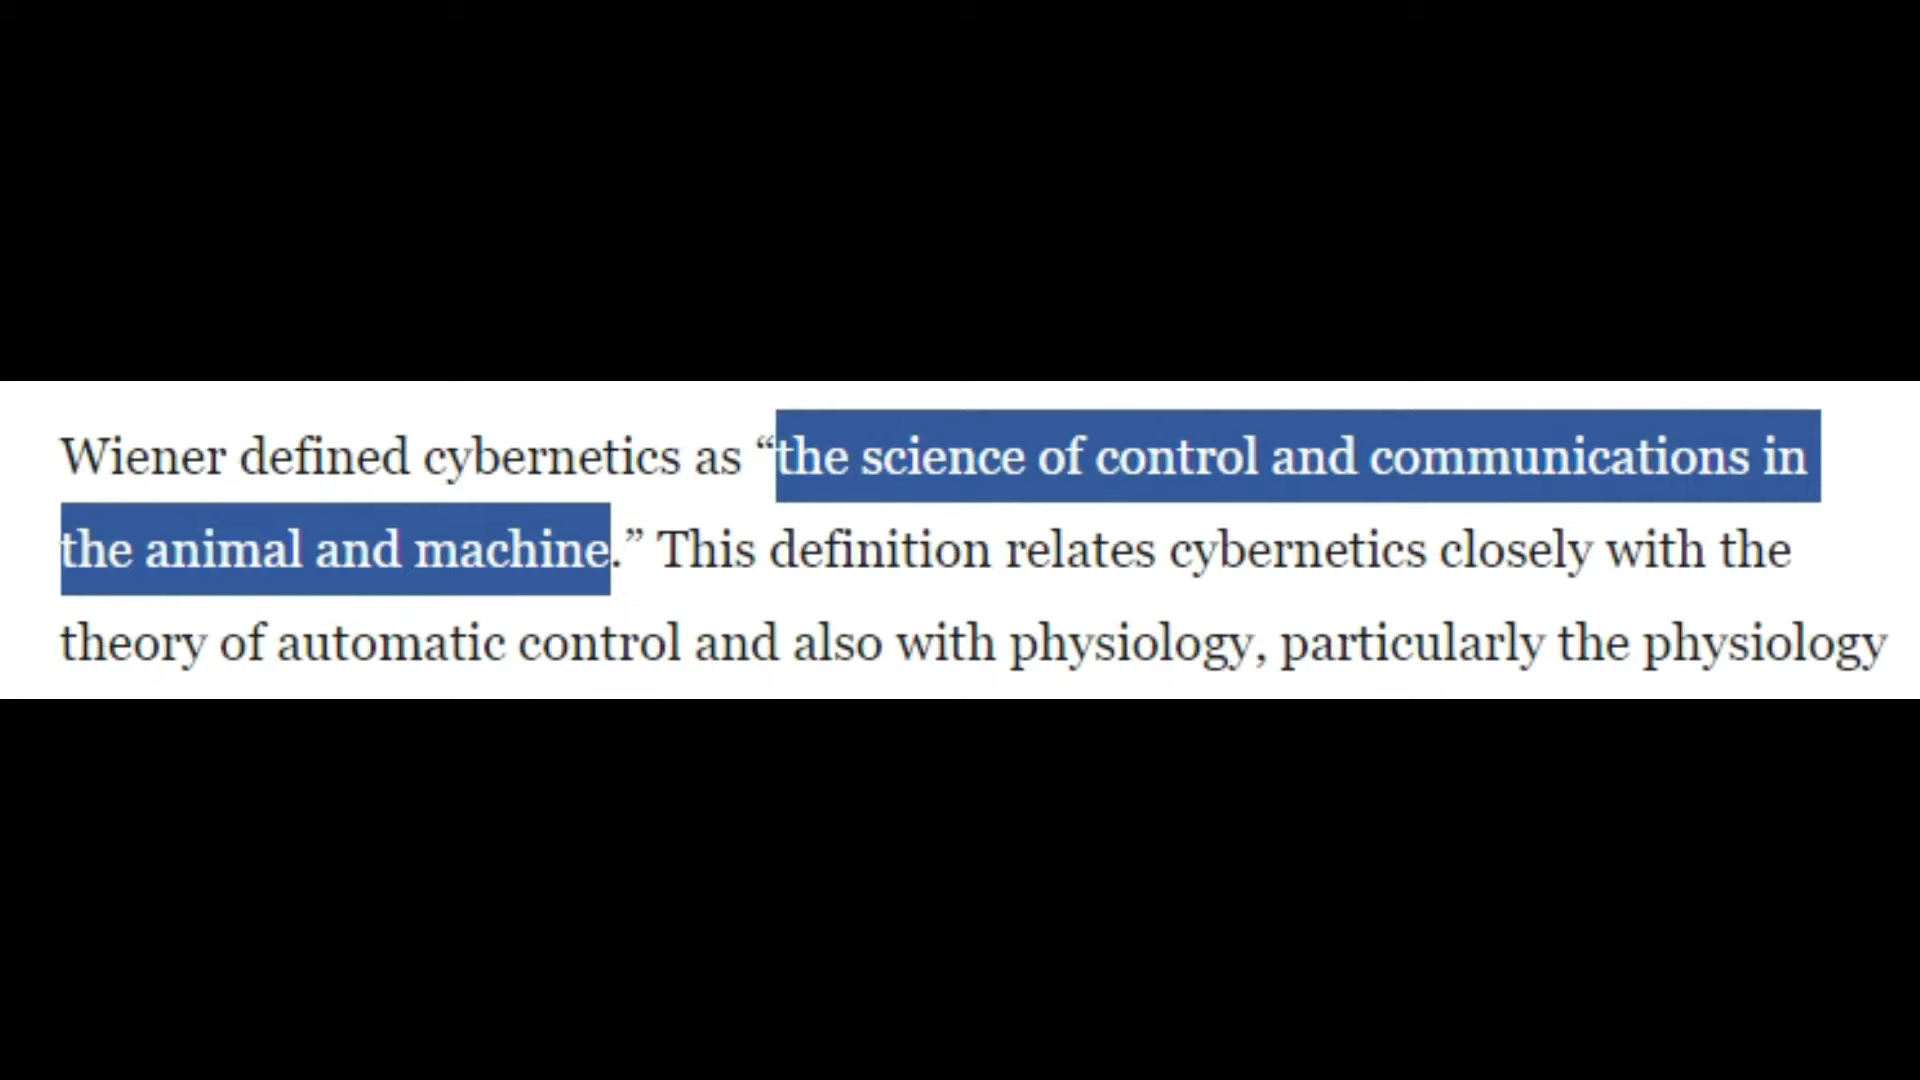 Wiener defined cybernetics as “the science of control and communications in
the animal and machine.” This definition relates cybernetics closely with the
theory of automatic control and also with physiology, particularly the physiology